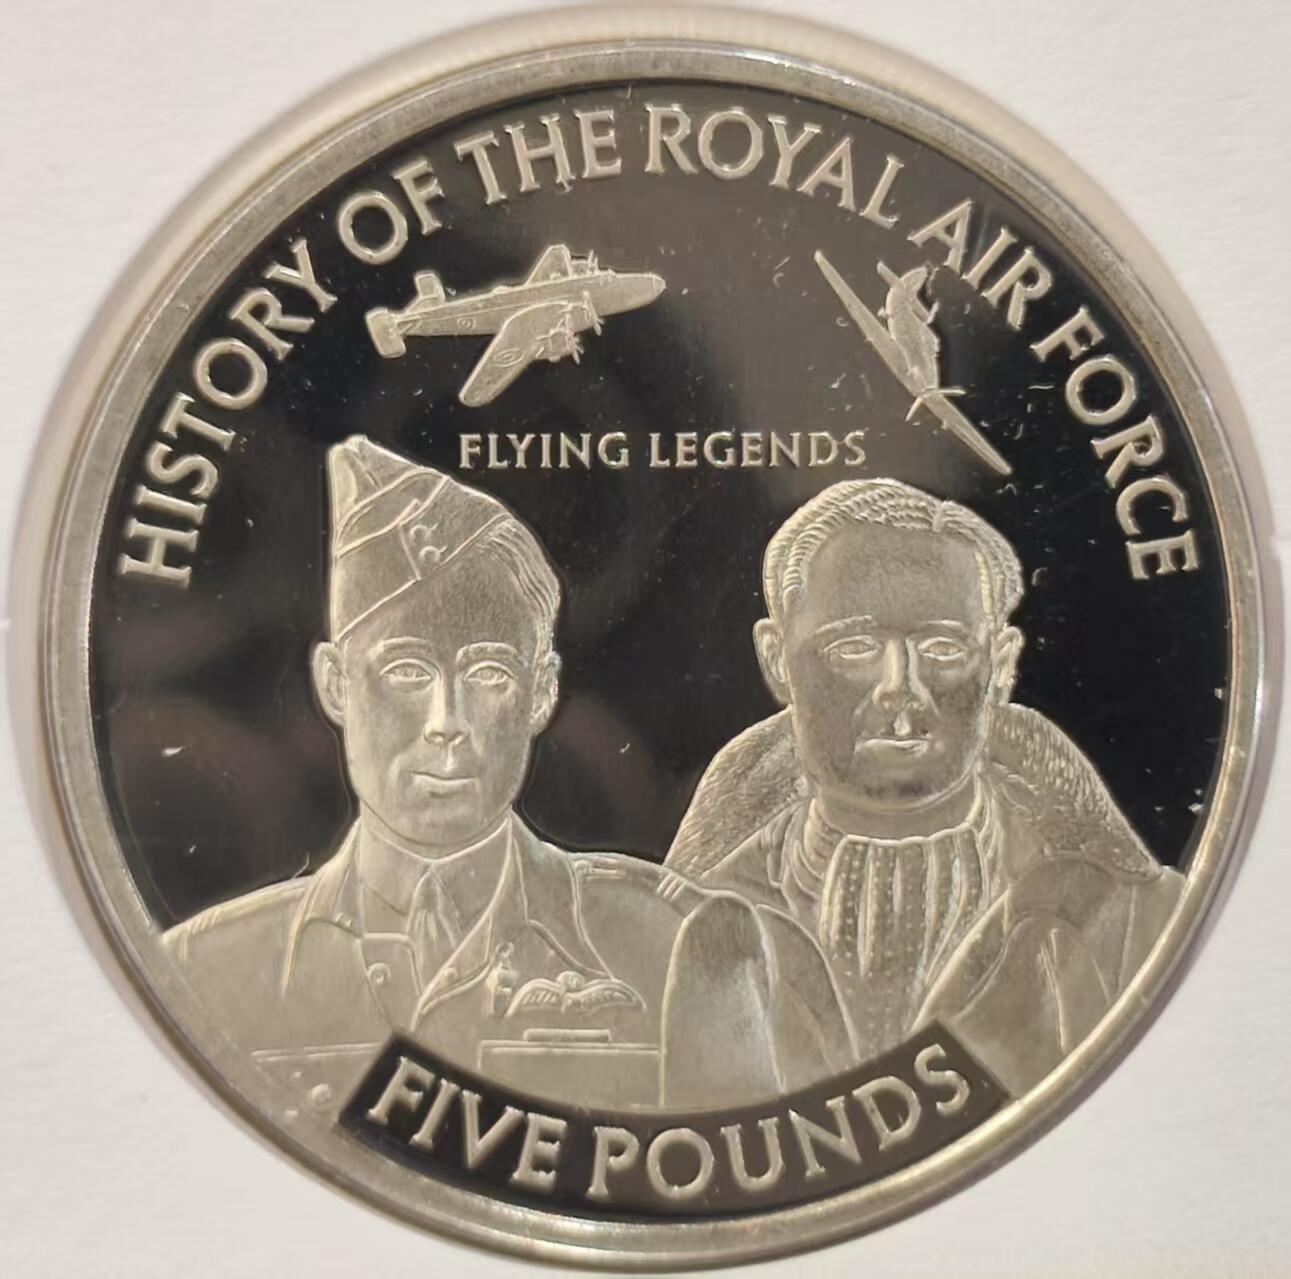 HISTORY OF THE ROYAL AIR FORCE
FLYING LEGENDS
FIVE POUNDS